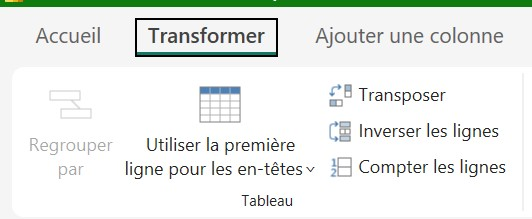 Accueil Transformer Ajouter une colonne
Regrouper
par
Utiliser la première
ligne pour les en-têtes
Transposer
Inverser les lignes
Compter les lignes
Tableau